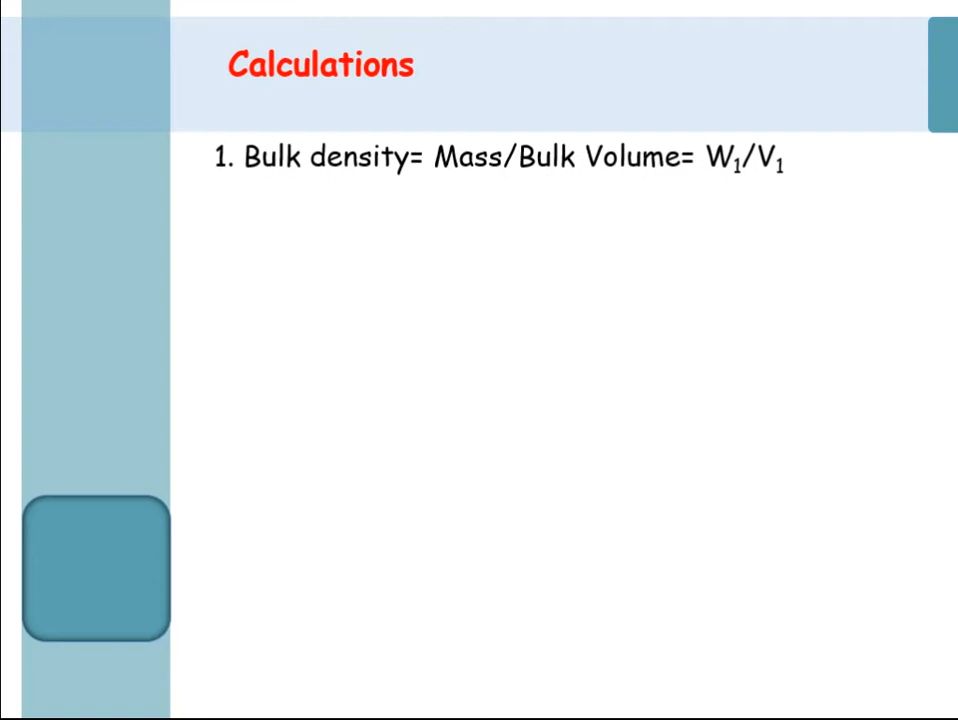 Calculations
1. Bulk density= Mass/Bulk Volume= W₁/V₁